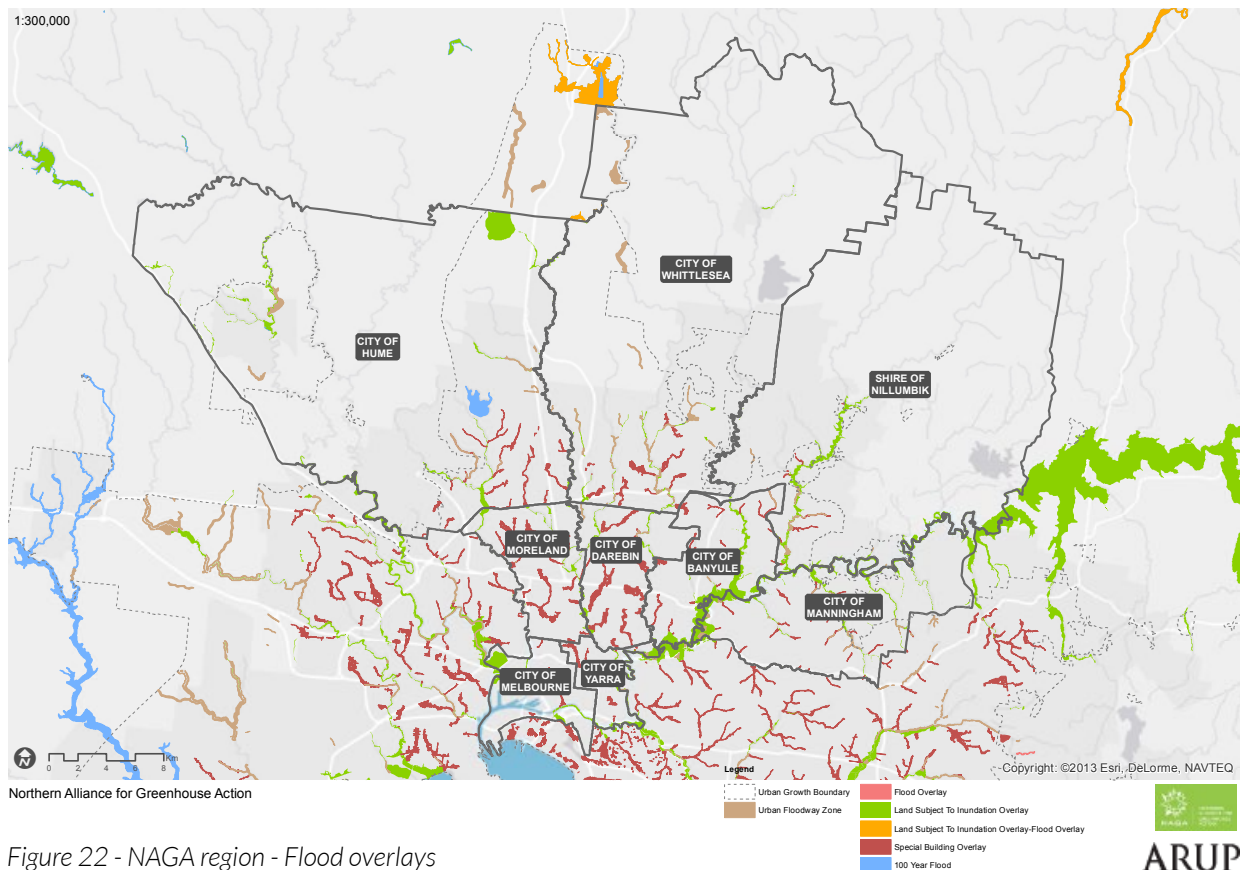 1:300,000
CITY OF
WHITTLESEA
CITY OF
HUME
SHIRE OF
NILLUMBIK
CITY OF
MORELAND
CITY OF
DAREBIN
CITY OF
BANYULE
CITY OF
MANNINGHAM
CITY OF
MELBOURNE
CITY OF
YARRA
N
0 2 4 6 8 Km
Copyright: ©2013 Esri, DeLorme, NAVTEQ
Northern Alliance for Greenhouse Action
Legend
Urban Growth Boundary
Urban Floodway Zone
Flood Overlay
Land Subject To Inundation Overlay
Land Subject To Inundation Overlay-Flood Overlay
Special Building Overlay
100 Year Flood
NAGA
ARUP
Figure 22 - NAGA region - Flood overlays